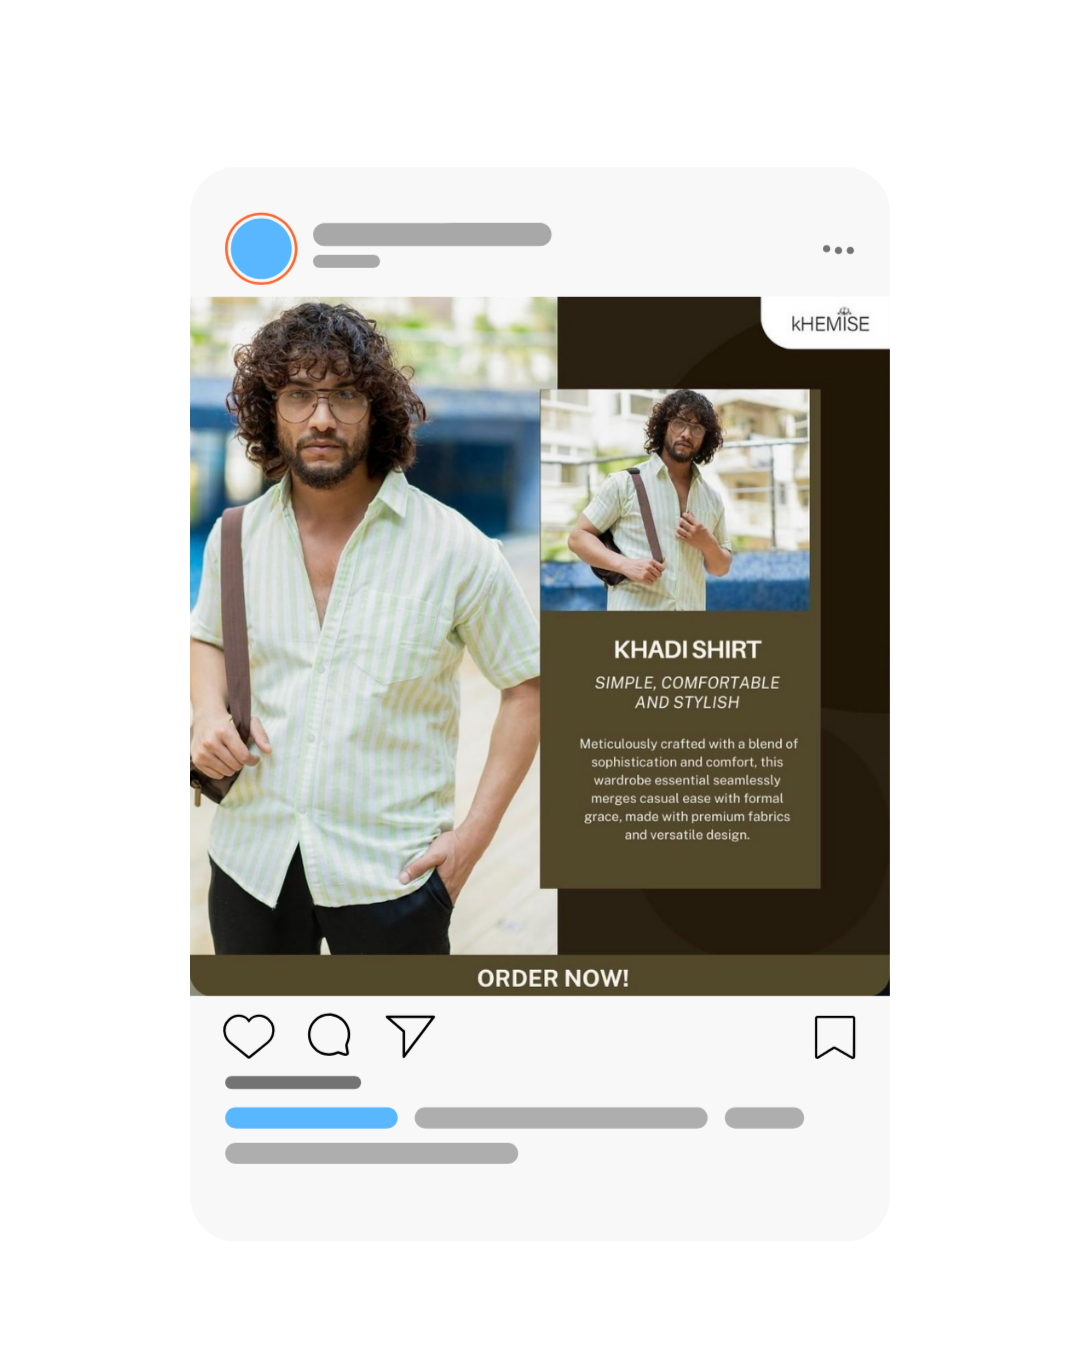 kHEMISE
KHADI SHIRT
SIMPLE, COMFORTABLE
AND STYLISH
Meticulously crafted with a blend of
sophistication and comfort, this
wardrobe essential seamlessly
merges casual ease with formal
grace, made with premium fabrics
and versatile design.
ORDER NOW!